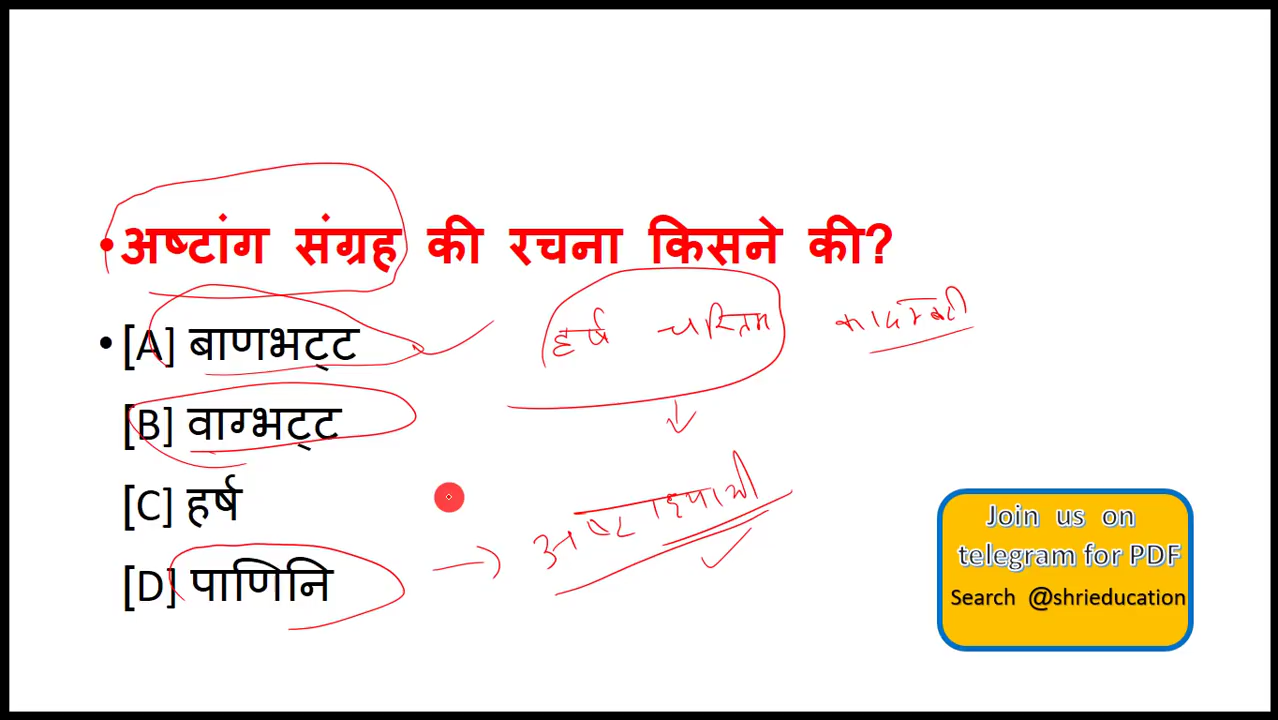 •अष्टांग संग्रह की रचना किसने की?
•[A] बाणभट्ट
हर्ष चरित्रम कादम्बरी
[B] वाग्भट्ट
[C] हर्ष
[D] पाणिनि
अष्टाध्यायी
Join us on
telegram for PDF
Search @shrieducation